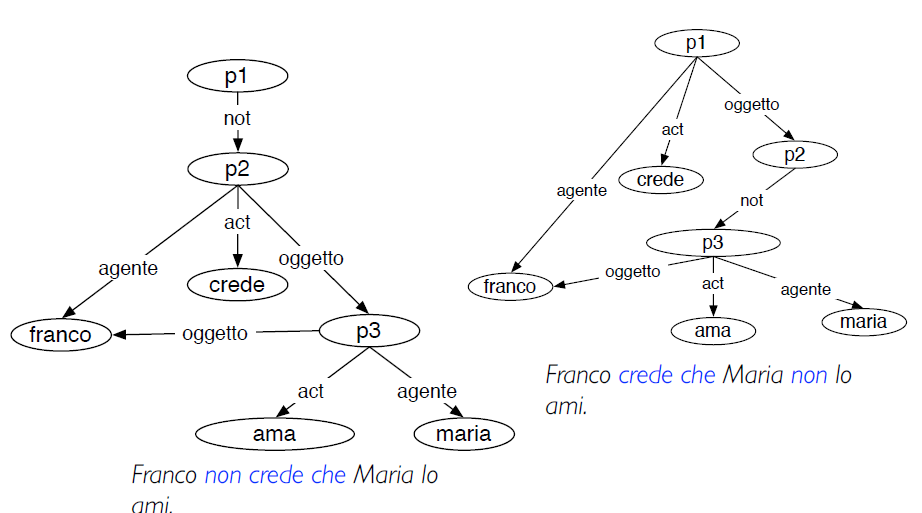 p1
not
p2
agente
act
oggetto
crede
franco
oggetto
p3
act
agente
ama
maria
Franco non crede che Maria lo
ami.
p1
agente
act
oggetto
crede
p2
not
p3
franco
oggetto
act
agente
ama
maria
Franco crede che Maria non lo
ami.